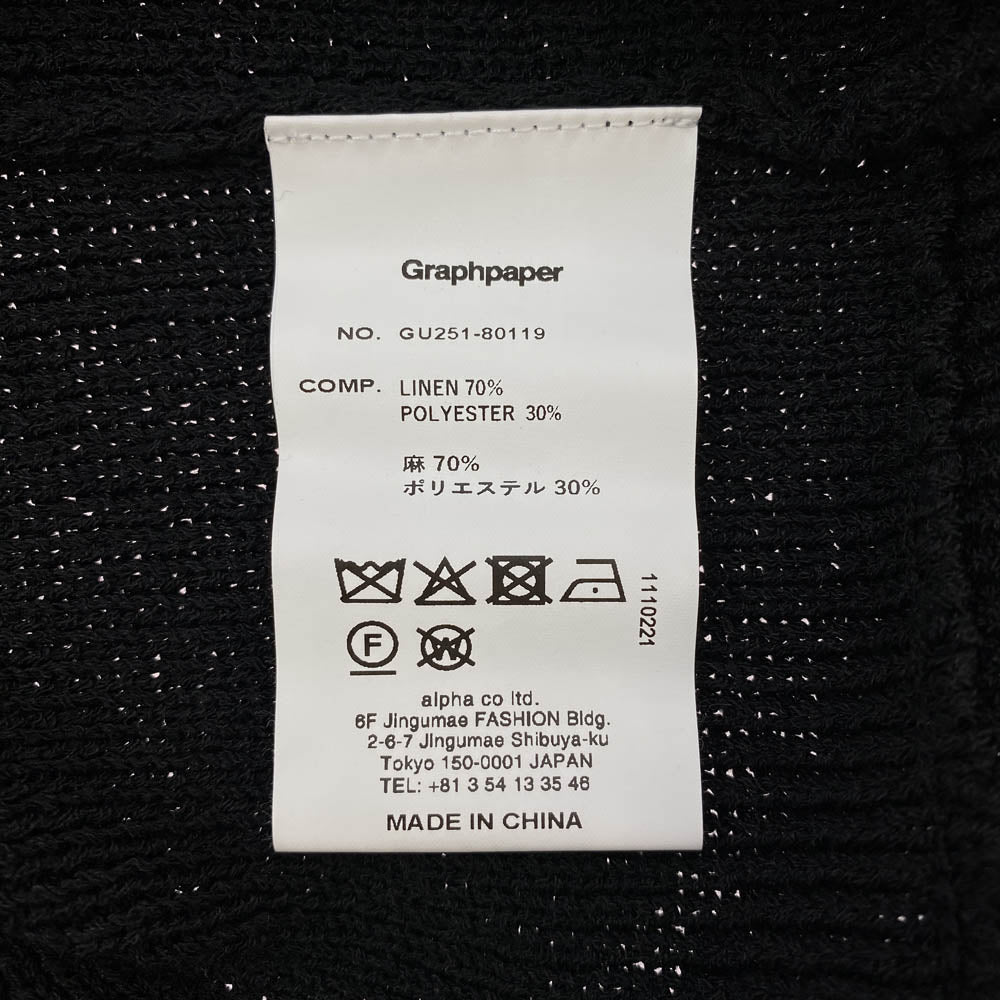 Graphpaper
NO. GU251-80119
COMP. LINEN 70%
POLYESTER 30%
麻 70%
ポリエステル 30%
1110221
F W
alpha co ltd.
6F Jingumae FASHION Bldg.
2-6-7 Jingumae Shibuya-ku
Tokyo 150-0001 JAPAN
TEL: +81 3 54 13 35 46
MADE IN CHINA